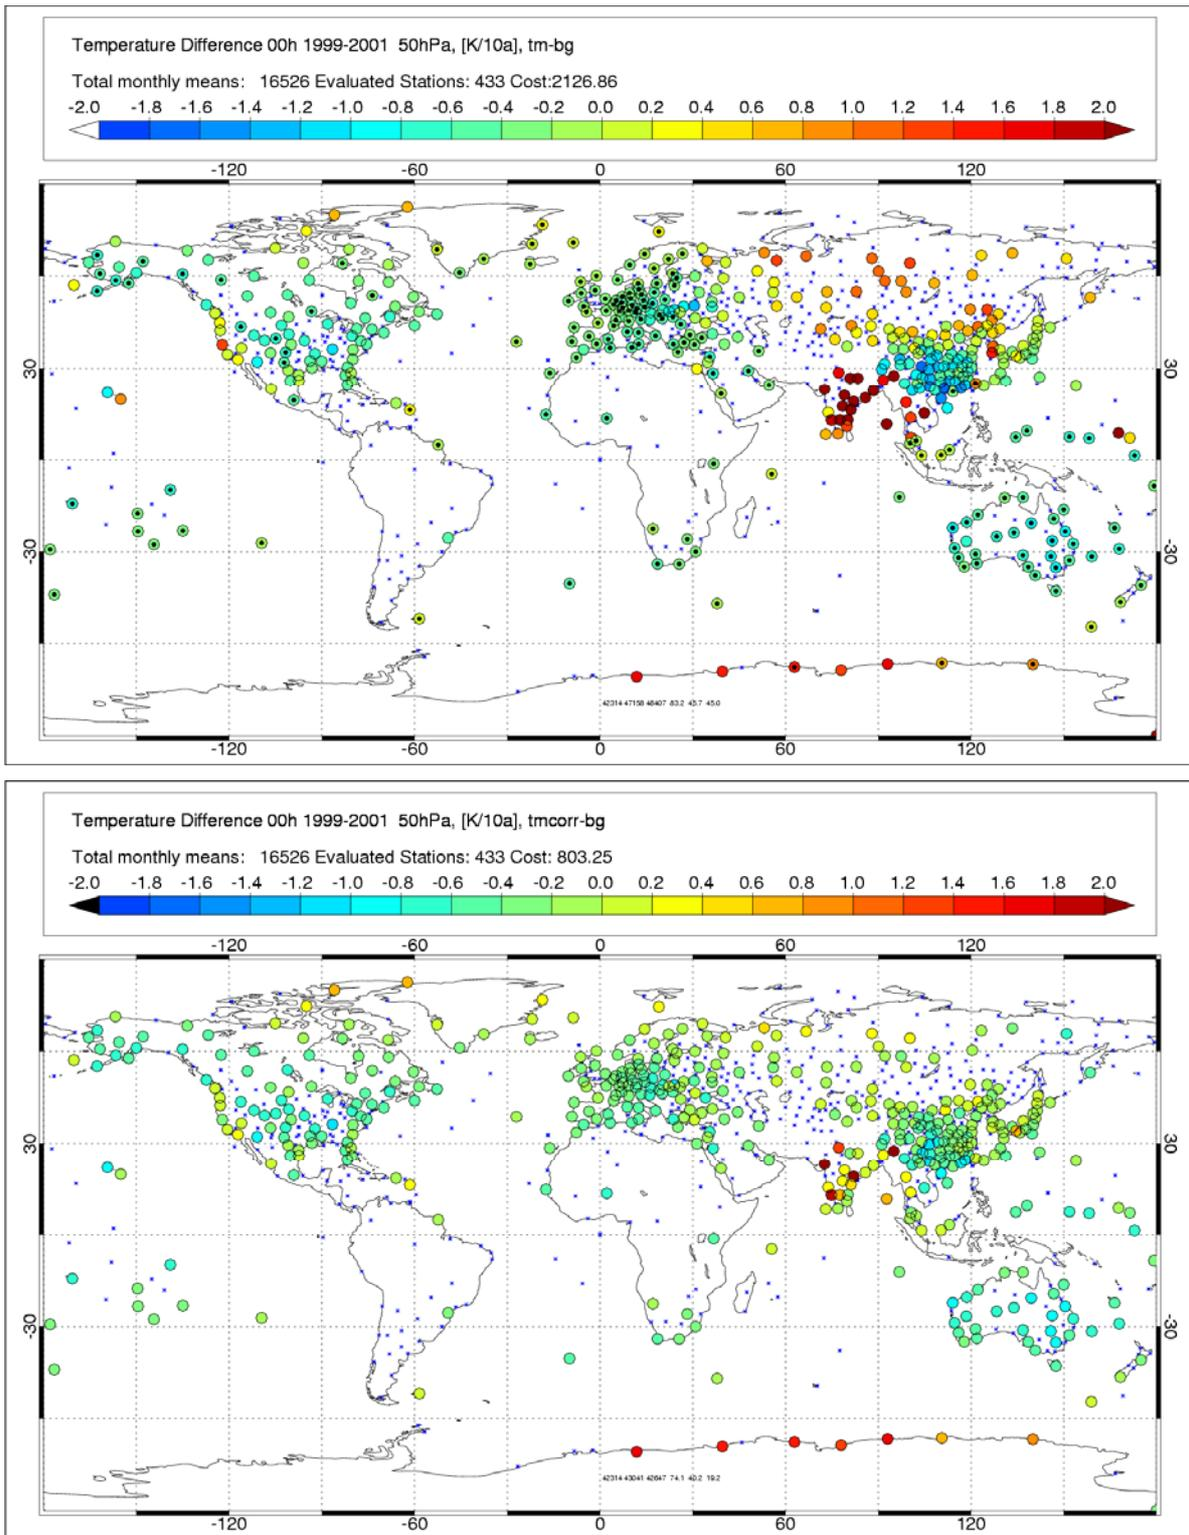 Temperature Difference 00h 1999-2001 50hPa, [K/10a], tm-bg
Total monthly means: 16526 Evaluated Stations: 433 Cost:2126.86
-2.0 -1.8 -1.6 -1.4 -1.2 -1.0 -0.8 -0.6 -0.4 -0.2 0.0 0.2 0.4 0.6 0.8 1.0 1.2 1.4 1.6 1.8 2.0
-120 -60 0 60 120
30 30
-30 -30
42314 47158 48407 83.2 45.7 45.0
-120 -60 0 60 120
Temperature Difference 00h 1999-2001 50hPa, [K/10a], tmcorr-bg
Total monthly means: 16526 Evaluated Stations: 433 Cost: 803.25
-2.0 -1.8 -1.6 -1.4 -1.2 -1.0 -0.8 -0.6 -0.4 -0.2 0.0 0.2 0.4 0.6 0.8 1.0 1.2 1.4 1.6 1.8 2.0
-120 -60 0 60 120
30 30
-30 -30
42314 43041 42647 74.1 40.2 19.2
-120 -60 0 60 120